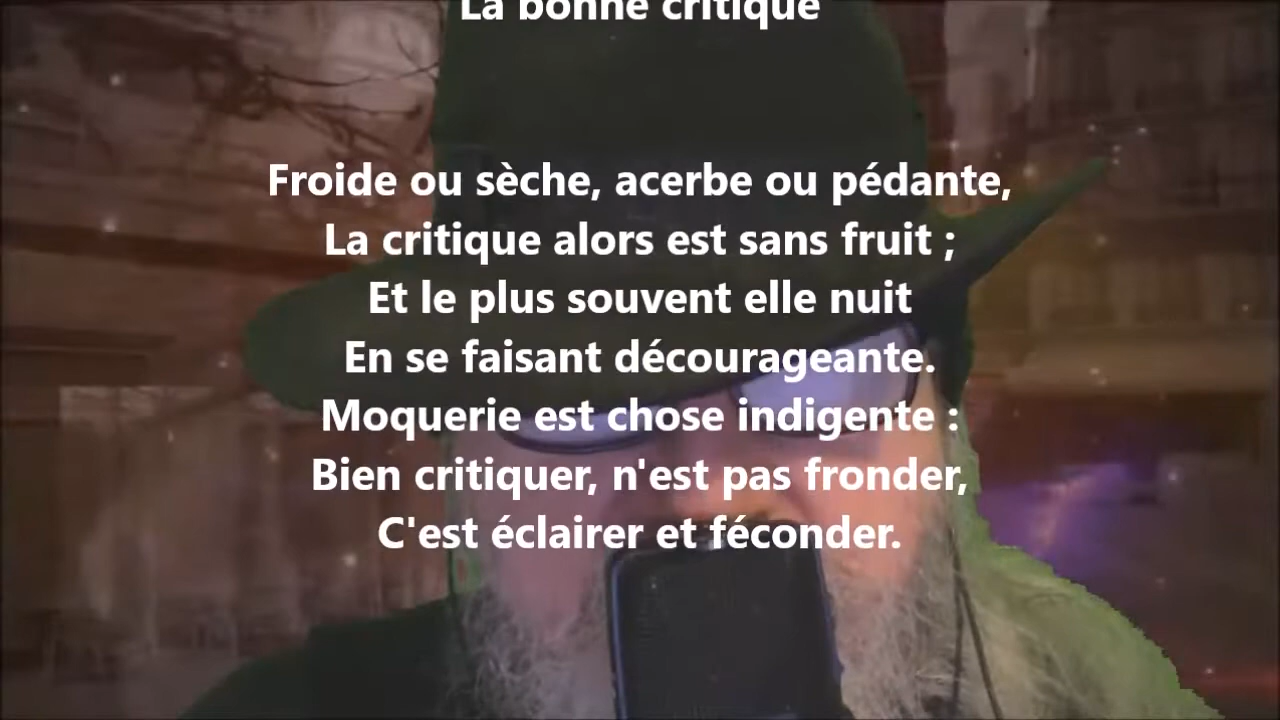 La bonne critique
Froide ou sèche, acerbe ou pédante,
La critique alors est sans fruit ;
Et le plus souvent elle nuit
En se faisant décourageante.
Moquerie est chose indigente :
Bien critiquer, n'est pas fronder,
C'est éclairer et féconder.